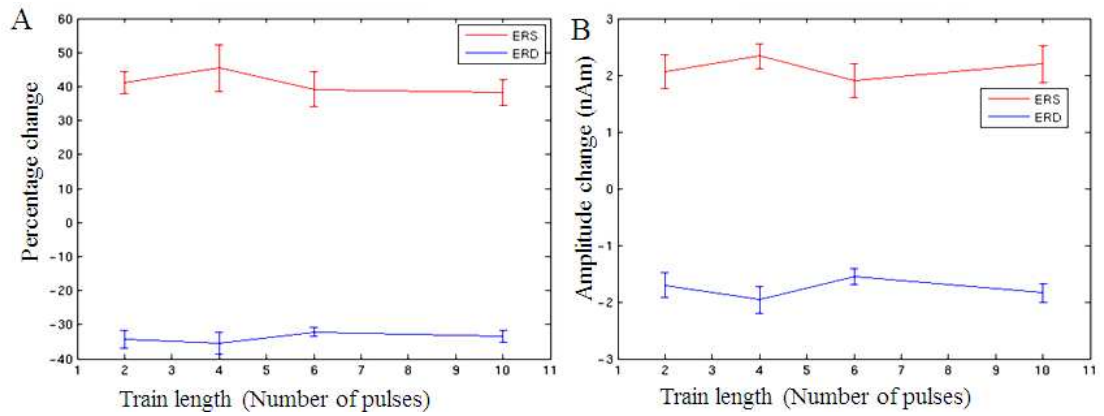 A
B
60
50
40
30
20
10
0
-10
-20
-30
-40
Percentage change
ERS
ERD
1 2 3 4 5 6 7 8 9 10 11
Train length (Number of pulses)
3
2
1
0
-1
-2
-3
Amplitude change (nAm)
ERS
ERD
1 2 3 4 5 6 7 8 9 10 11
Train length (Number of pulses)